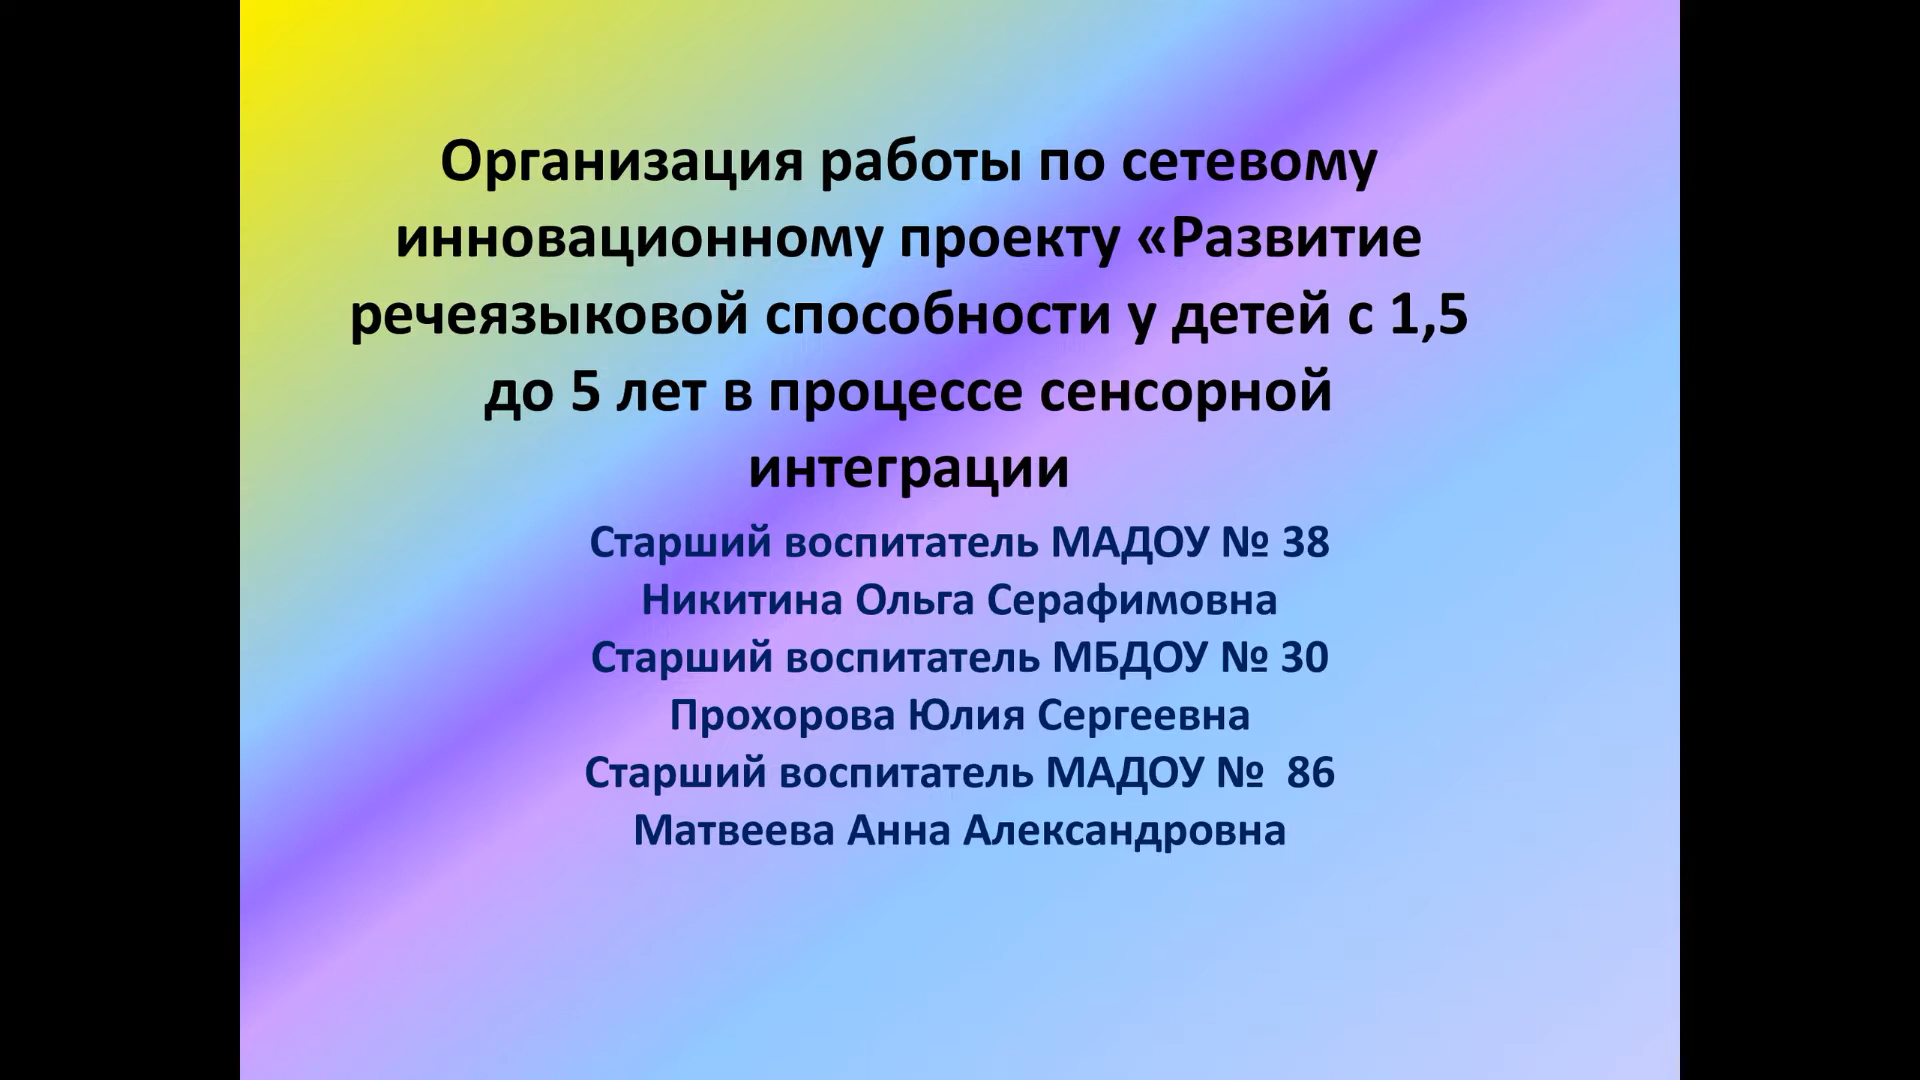 Организация работы по сетевому
инновационному проекту «Развитие
речеязыковой способности у детей с 1,5
до 5 лет в процессе сенсорной
интеграции
Старший воспитатель МАДОУ № 38
Никитина Ольга Серафимовна
Старший воспитатель МБДОУ № 30
Прохорова Юлия Сергеевна
Старший воспитатель МАДОУ №  86
Матвеева Анна Александровна